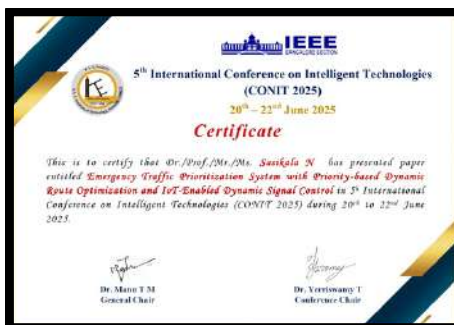 IEEE
BANGALORE SECTION
5th International Conference on Intelligent Technologies
(CONIT 2025)
20th – 22nd June 2025
Certificate
This is to certify that Dr./Prof./Mr./Ms. Sasikala N has presented paper
entitled Emergency Traffic Prioritization System with Priority-based Dynamic
Route Optimization and IoT-Enabled Dynamic Signal Control in 5th International
Conference on Intelligent Technologies (CONIT 2025) during 20th to 22nd June
2025.
Dr. Manu T M
General Chair
Dr. Yerriswamy T
Conference Chair